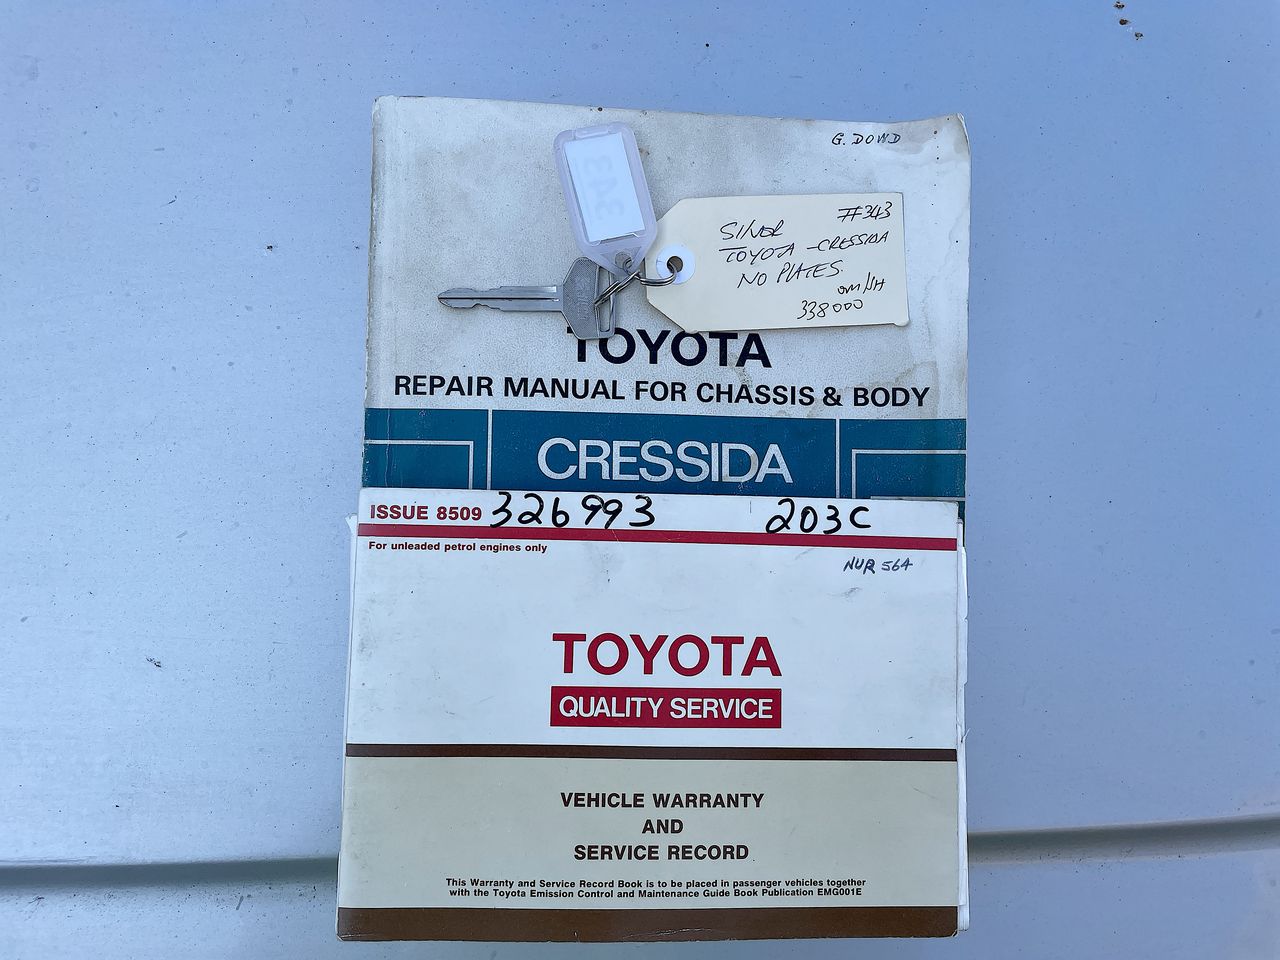 G. DOWD
343
#343
SILVER
TOYOTA - CRESSIDA
NO PLATES.
338000
TOYOTA
REPAIR MANUAL FOR CHASSIS & BODY
CRESSIDA
ISSUE 8509 326993 203C
For unleaded petrol engines only
NUR 564
TOYOTA
QUALITY SERVICE
VEHICLE WARRANTY
AND
SERVICE RECORD
This Warranty and Service Record Book is to be placed in passenger vehicles together
with the Toyota Emission Control and Maintenance Guide Book Publication EMG001E